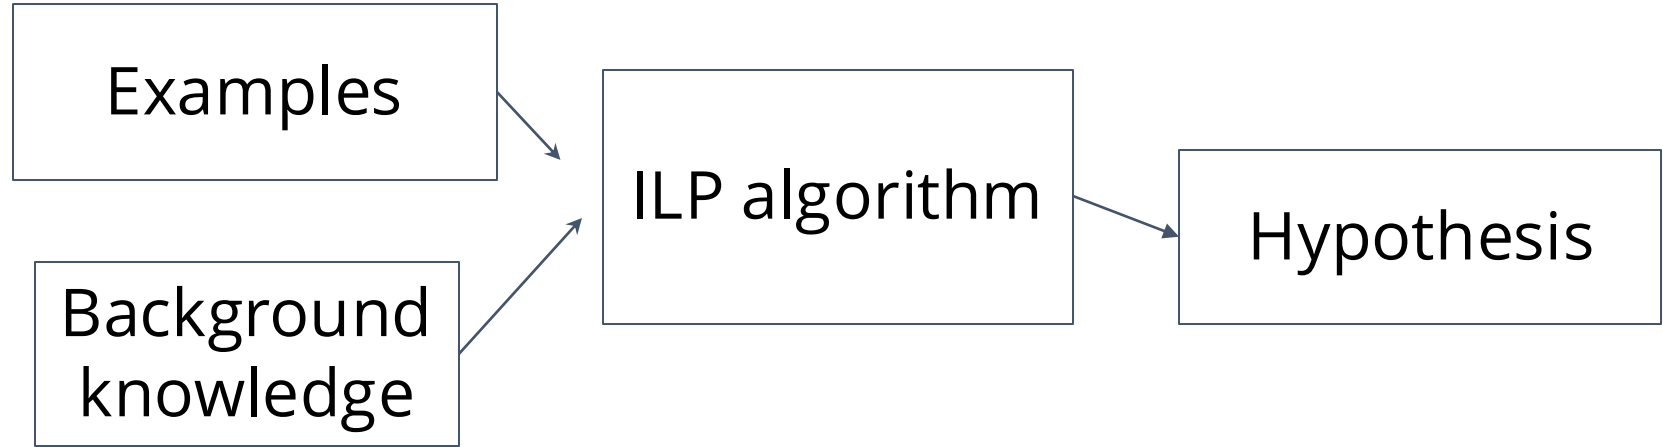 Examples
Background
knowledge
ILP algorithm
Hypothesis